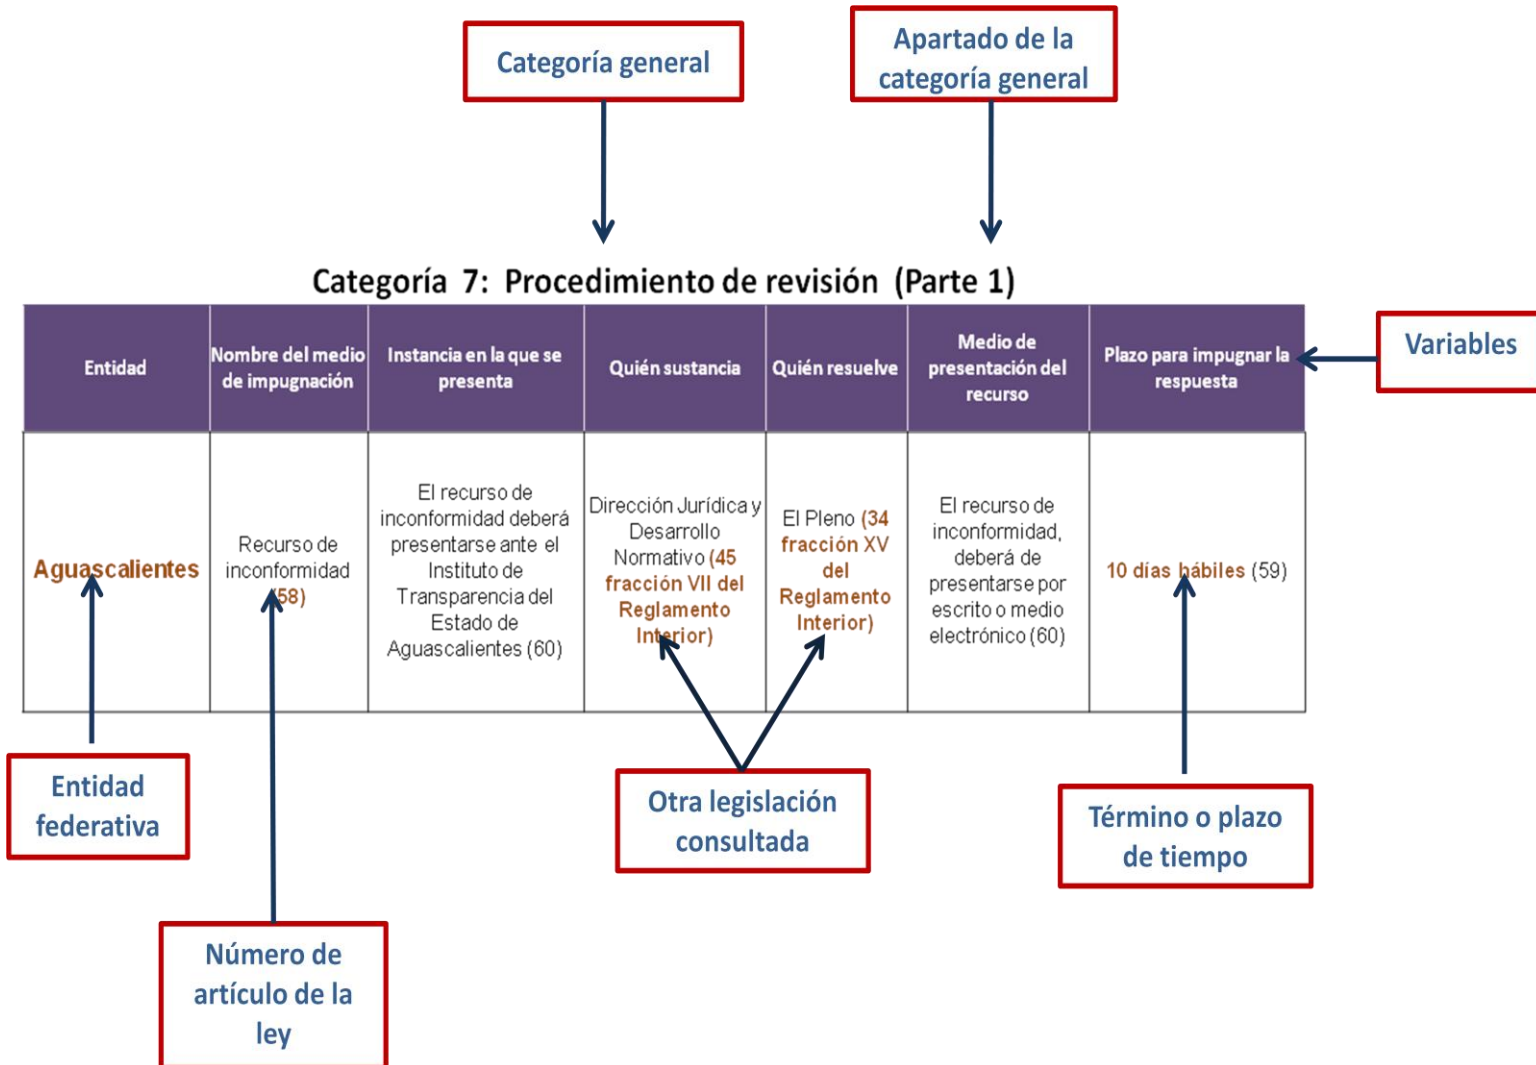 Categoría general
Apartado de la
categoría general
Categoría 7: Procedimiento de revisión (Parte 1)
Variables
Entidad
Nombre del medio
de impugnación
Instancia en la que se
presenta
Quién sustancia
Quién resuelve
Medio de
presentación del
recurso
Plazo para impugnar la
respuesta
Aguascalientes
Recurso de
inconformidad
(58)
El recurso de
inconformidad deberá
presentarse ante el
Instituto de
Transparencia del
Estado de
Aguascalientes (60)
Dirección Jurídica y
Desarrollo
Normativo (45
fracción VII del
Reglamento
Interior)
El Pleno (34
fracción XV
del
Reglamento
Interior)
El recurso de
inconformidad,
deberá de
presentarse por
escrito o medio
electrónico (60)
10 días hábiles (59)
Entidad
federativa
Otra legislación
consultada
Término o plazo
de tiempo
Número de
artículo de la
ley